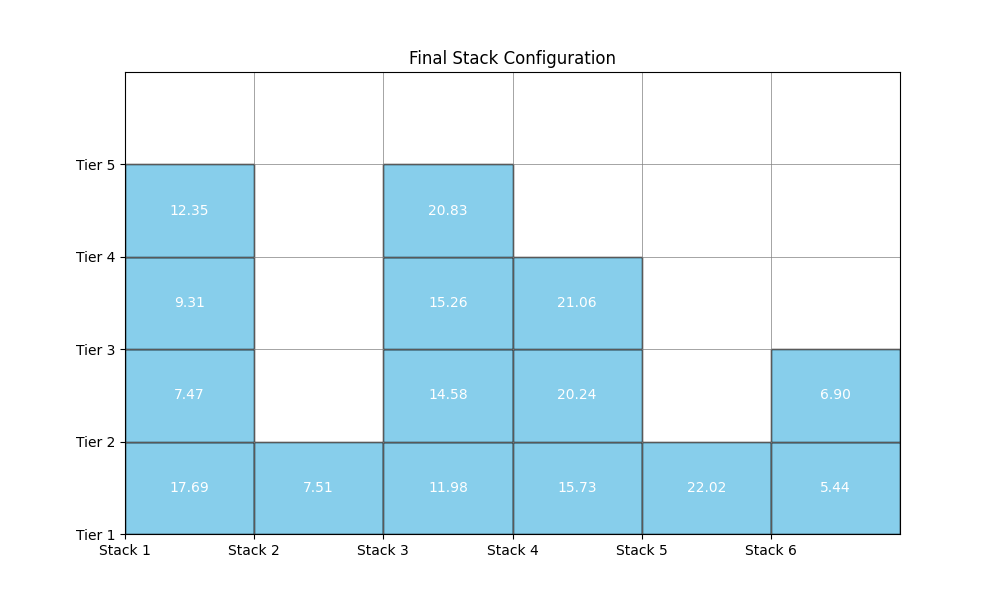 Final Stack Configuration
Tier 5
12.35 20.83
Tier 4
9.31 15.26 21.06
Tier 3
7.47 14.58 20.24 6.90
Tier 2
17.69 7.51 11.98 15.73 22.02 5.44
Tier 1
Stack 1 Stack 2 Stack 3 Stack 4 Stack 5 Stack 6